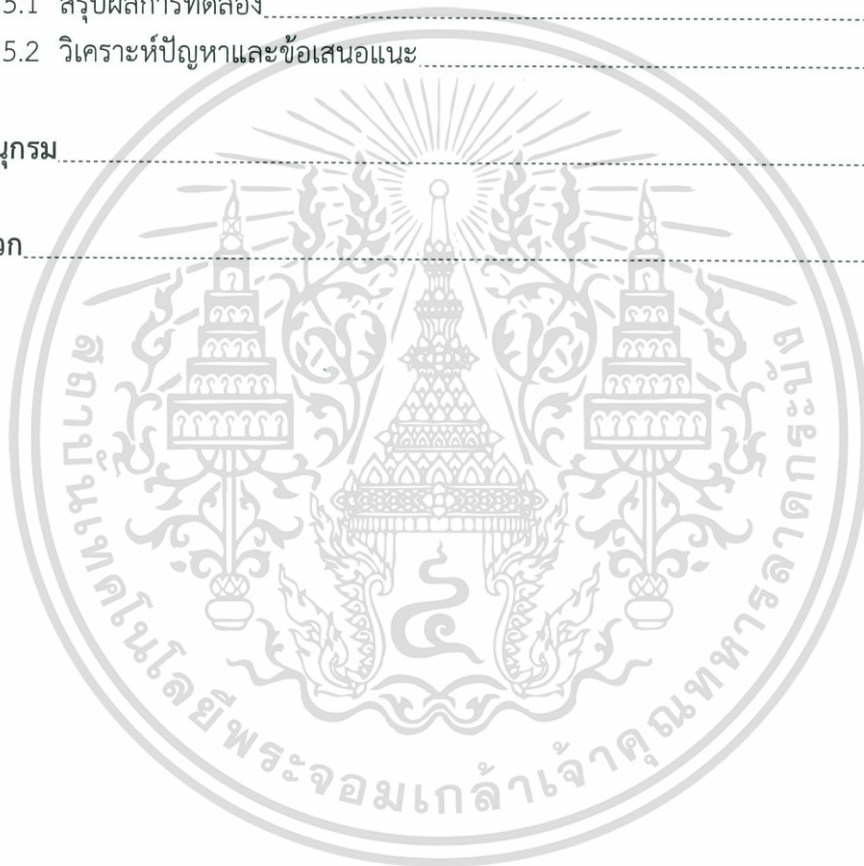 5.1 สรุปผลการทดลอง
5.2 วิเคราะห์ปัญหาและข้อเสนอแนะ
นุกรม
วก
สถาบันเทคโนโลยีพระจอมเกล้าเจ้าคุณทหารลาดกระบัง
๔